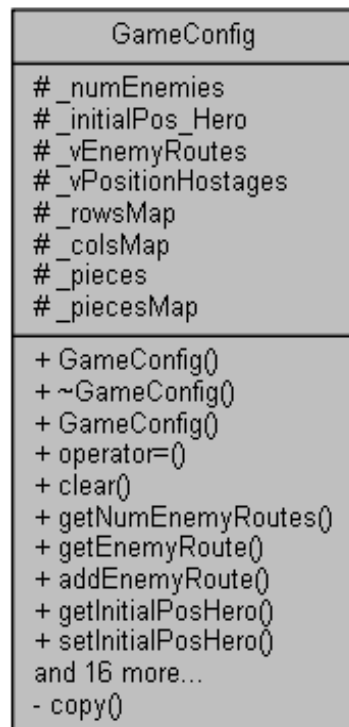 GameConfig
# _numEnemies
# _initialPos_Hero
# _vEnemyRoutes
# _vPositionHostages
# _rowsMap
# _colsMap
# _pieces
# _piecesMap
+ GameConfig()
+ ~GameConfig()
+ GameConfig()
+ operator=()
+ clear()
+ getNumEnemyRoutes()
+ getEnemyRoute()
+ addEnemyRoute()
+ getInitialPosHero()
+ setInitialPosHero()
and 16 more...
- copy()